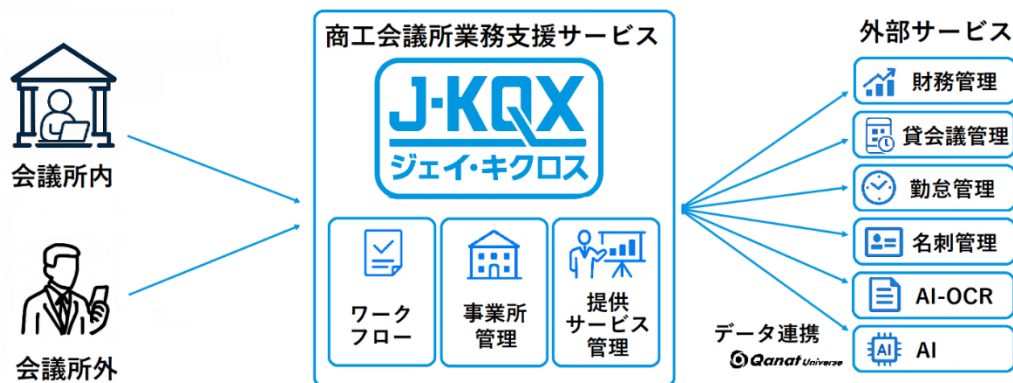 商工会議所業務支援サービス
J·KQX
ジェイ・キクロス
会議所内
会議所外
ワーク
フロー
事業所
管理
提供
サービス
管理
データ連携
Qanat Universe
外部サービス
財務管理
貸会議管理
勤怠管理
名刺管理
AI-OCR
AI
AI